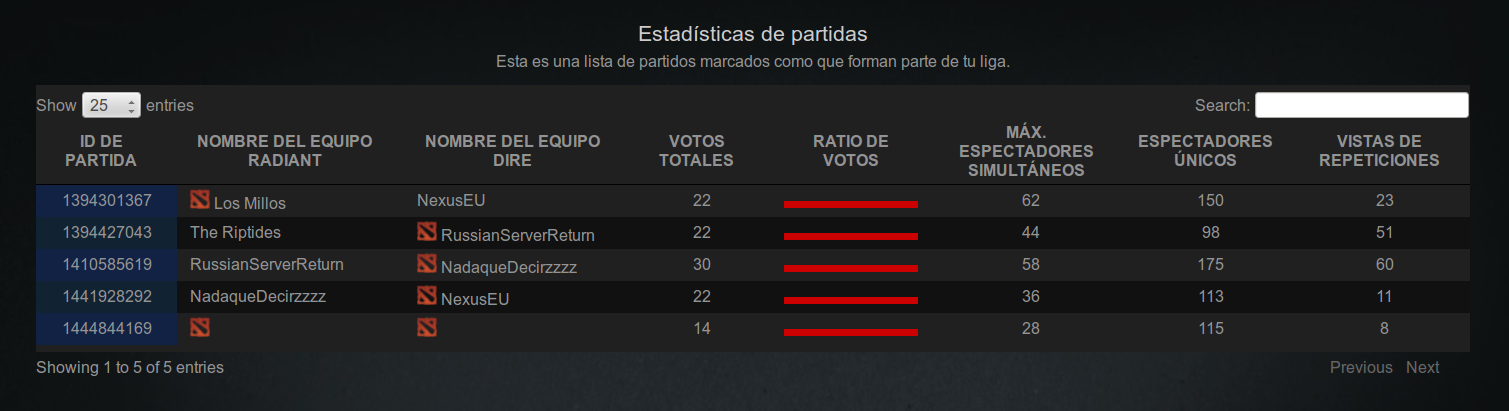 Estadísticas de partidas
Esta es una lista de partidos marcados como que forman parte de tu liga.
Show 25 entries Search:
ID DE PARTIDA NOMBRE DEL EQUIPO RADIANT NOMBRE DEL EQUIPO DIRE VOTOS TOTALES RATIO DE VOTOS MÁX. ESPECTADORES SIMULTÁNEOS ESPECTADORES ÚNICOS VISTAS DE REPETICIONES
1394301367 Los Millos NexusEU 22 62 150 23
1394427043 The Riptides RussianServerReturn 22 44 98 51
1410585619 RussianServerReturn NadaqueDecirzzzz 30 58 175 60
1441928292 NadaqueDecirzzzz NexusEU 22 36 113 11
1444844169 14 28 115 8
Showing 1 to 5 of 5 entries Previous Next